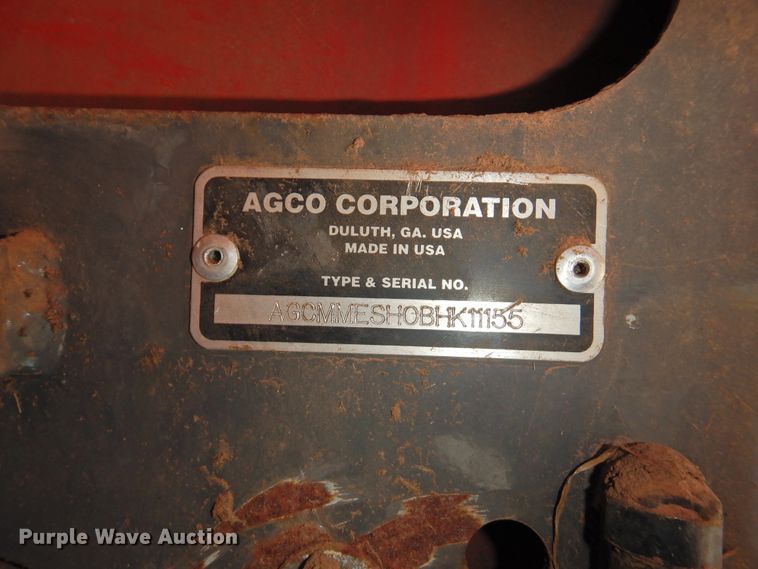 AGCO CORPORATION
DULUTH, GA. USA
MADE IN USA
TYPE & SERIAL NO.
AGCMMESH0BHK11155
Purple Wave Auction®